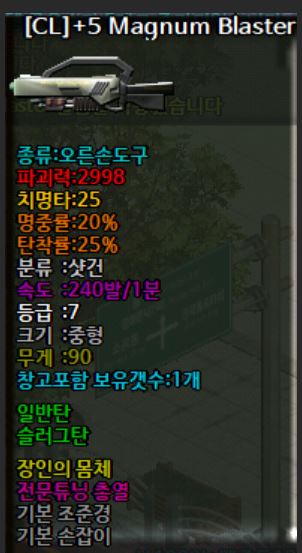 [CL]+5 Magnum Blaster
종류:오른손도구
파괴력:2998
치명타:25
명중률:20%
탄착률:25%
분류 :샷건
속도 :240발/1분
등급 :7
크기 :중형
무게 :90
창고포함 보유갯수:1개
일반탄
슬러그탄
장인의 몸체
전문튜닝 총열
기본 조준경
기본 손잡이